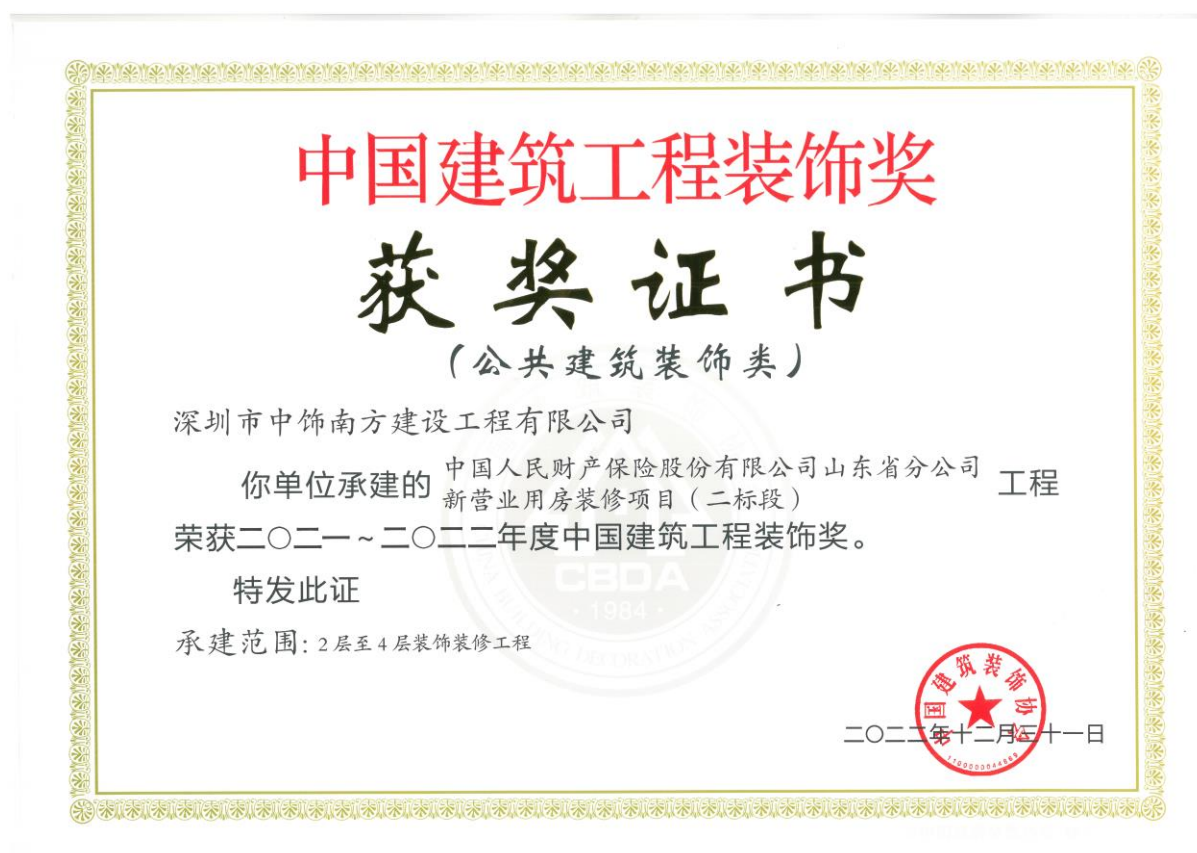 中国建筑工程装饰奖
获奖证书
（公共建筑装饰类）
深圳市中饰南方建设工程有限公司
你单位承建的 中国人民财产保险股份有限公司山东省分公司
新营业用房装修项目（二标段） 工程
荣获二〇二一~二〇二二年度中国建筑工程装饰奖。
特发此证
承建范围：2层至4层装饰装修工程
CBDA
·1984·
中国建筑装饰协会
二〇二二年十二月三十一日